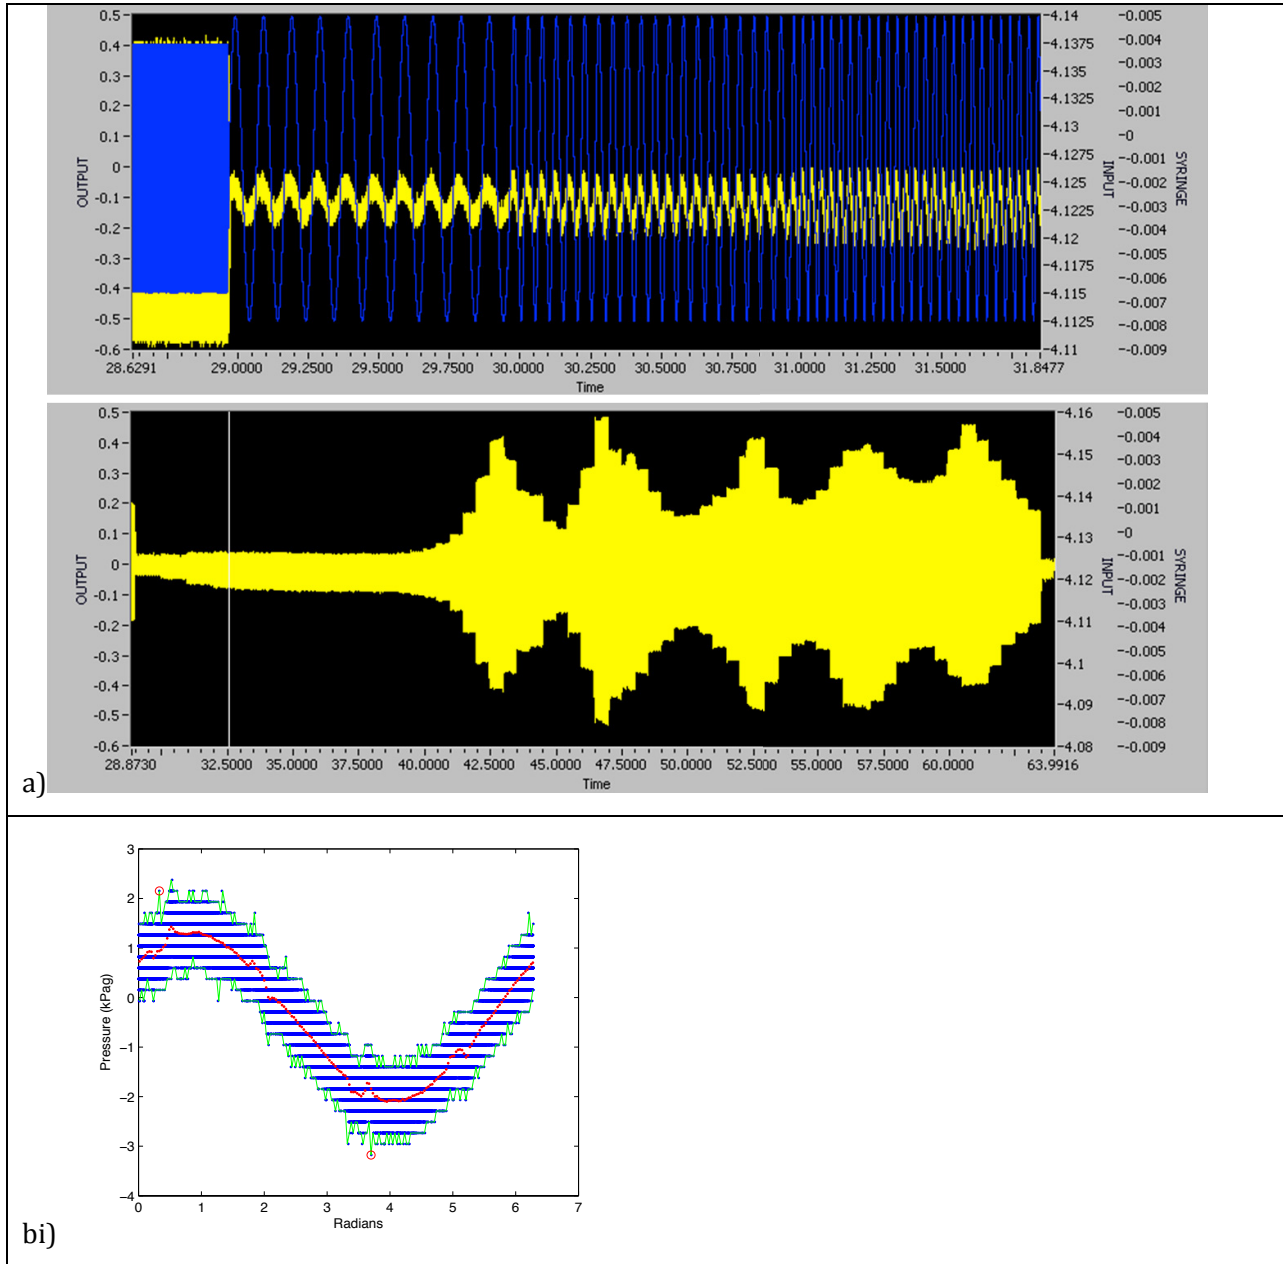 0.5 0.4 0.3 0.2 0.1 0 -0.1 -0.2 -0.3 -0.4 -0.5 -0.6
OUTPUT
4.14 4.1375 4.135 4.1325 4.13 4.1275 4.125 4.1225 4.12 4.1175 4.115 4.1125 4.11
INPUT
-0.005 -0.004 -0.003 -0.002 -0.001 -0 -0.001 -0.002 -0.003 -0.004 -0.005 -0.006 -0.007 -0.008 -0.009
SYRINGE
28.6291 29.0000 29.2500 29.5000 29.7500 30.0000 30.2500 30.5000 30.7500 31.0000 31.2500 31.5000 31.8477
Time
0.5 0.4 0.3 0.2 0.1 0 -0.1 -0.2 -0.3 -0.4 -0.5 -0.6
OUTPUT
4.16 4.15 4.14 4.13 4.12 4.11 4.1 4.09 4.08
INPUT
-0.005 -0.004 -0.003 -0.002 -0.001 -0 -0.001 -0.002 -0.003 -0.004 -0.005 -0.006 -0.007 -0.008 -0.009
SYRINGE
28.8730 32.5000 35.0000 37.5000 40.0000 42.5000 45.0000 47.5000 50.0000 52.5000 55.0000 57.5000 60.0000 63.9916
Time
a)
3 2 1 0 −1 −2 −3 −4
Pressure (kPag)
0 1 2 3 4 5 6 7
Radians
bi)